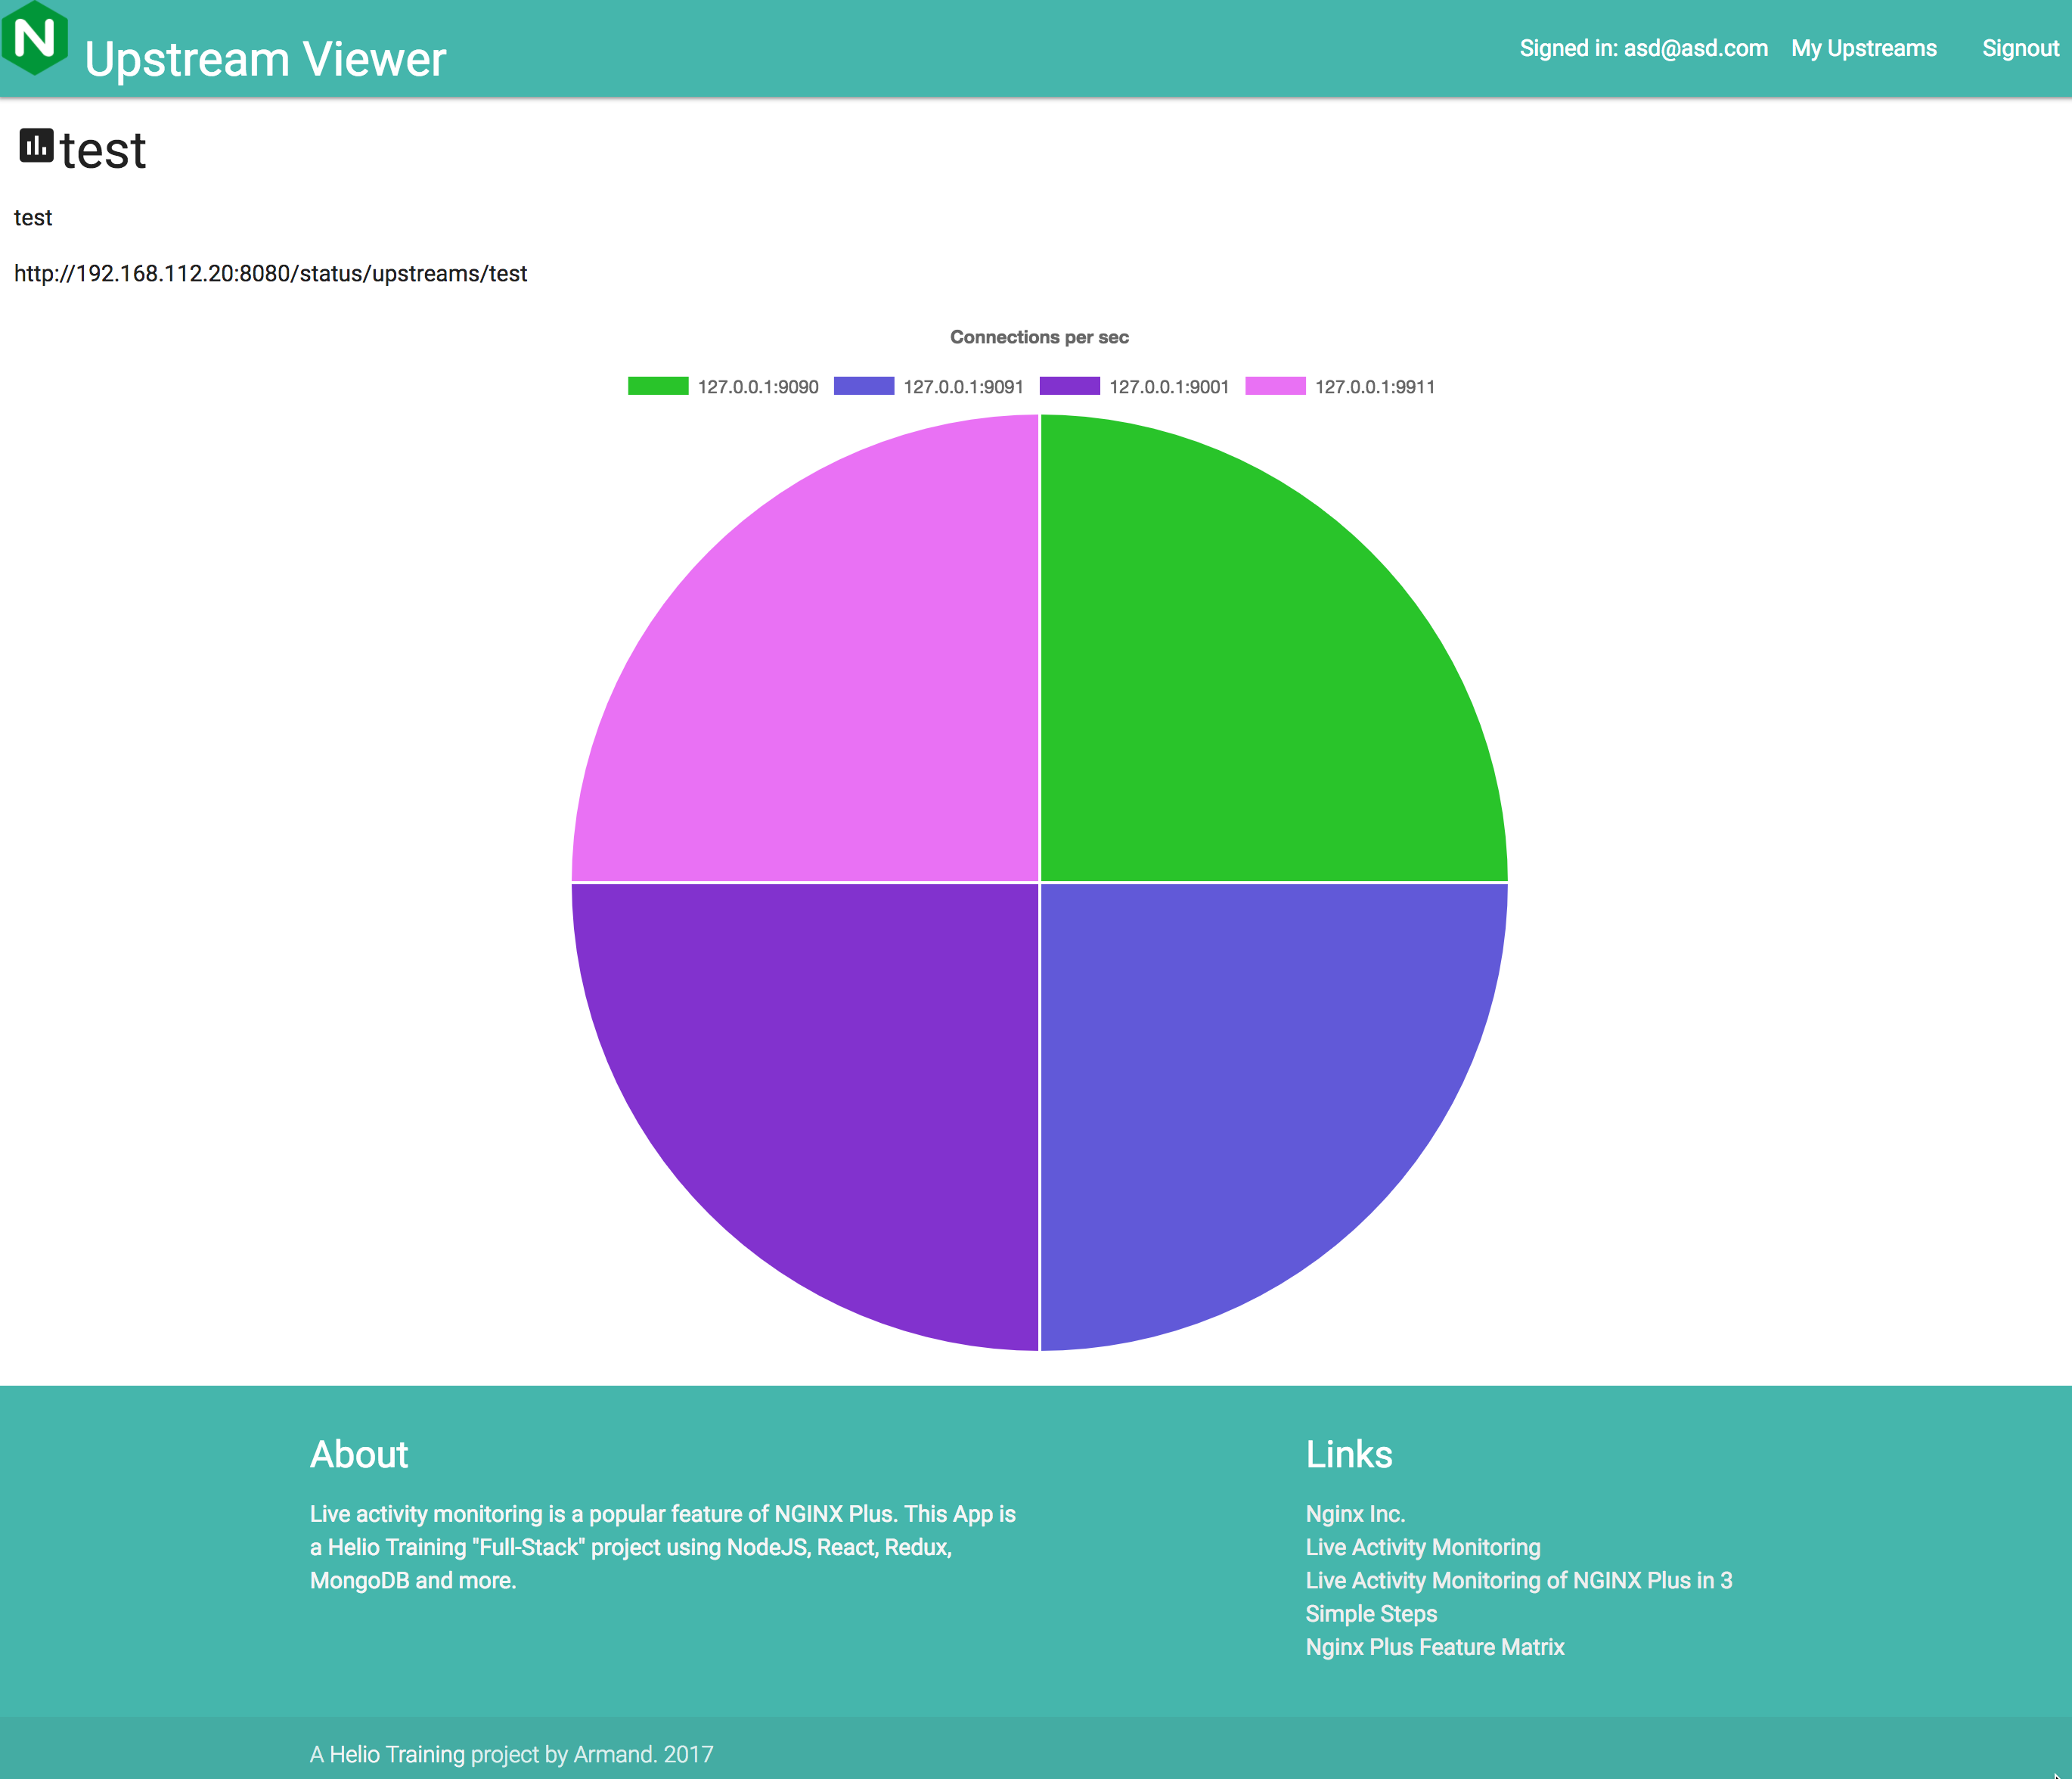 N
Upstream Viewer
Signed in: asd@asd.com My Upstreams Signout
test
test
http://192.168.112.20:8080/status/upstreams/test
Connections per sec
127.0.0.1:9090 127.0.0.1:9091 127.0.0.1:9001 127.0.0.1:9911
About
Live activity monitoring is a popular feature of NGINX Plus. This App is
a Helio Training "Full-Stack" project using NodeJS, React, Redux,
MongoDB and more.
Links
Nginx Inc.
Live Activity Monitoring
Live Activity Monitoring of NGINX Plus in 3
Simple Steps
Nginx Plus Feature Matrix
A Helio Training project by Armand. 2017